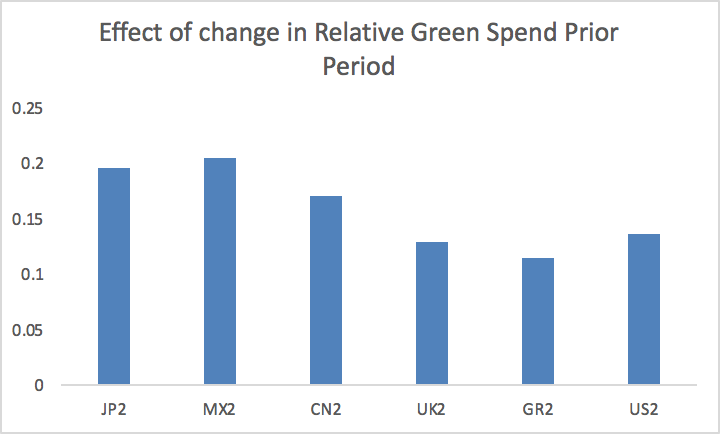 Effect of change in Relative Green Spend Prior
Period
0.25
0.2
0.15
0.1
0.05
0
JP2 MX2 CN2 UK2 GR2 US2